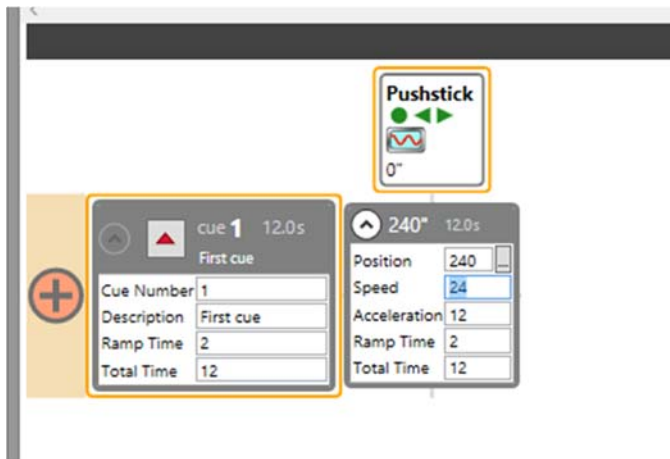 Pushstick
0"
cue 1 12.0s
First cue
Cue Number 1
Description First cue
Ramp Time 2
Total Time 12
240" 12.0s
Position 240
Speed 24
Acceleration 12
Ramp Time 2
Total Time 12